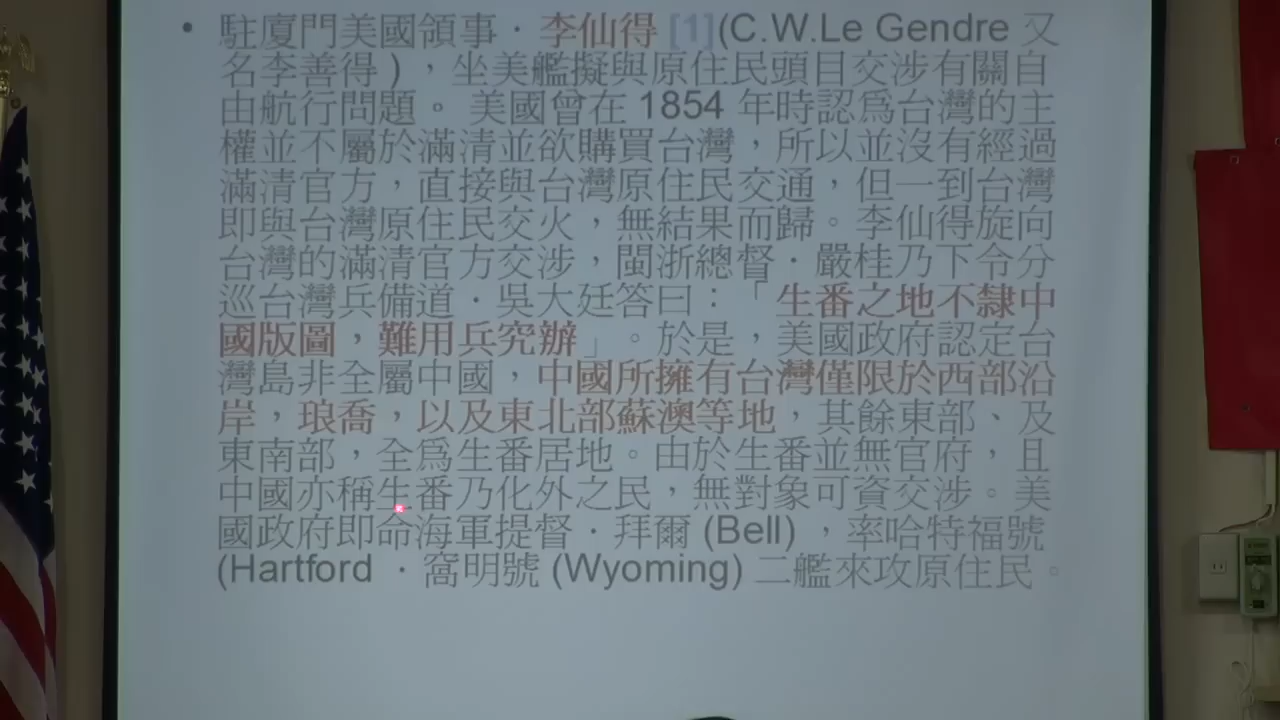 • 駐廈門美國領事．李仙得 [1](C.W.Le Gendre 又
名李善得 ) ，坐美艦擬與原住民頭目交涉有關自
由航行問題。 美國曾在 1854 年時認爲台灣的主
權並不屬於滿清並欲購買台灣，所以並沒有經過
滿清官方，直接與台灣原住民交通，但一到台灣
即與台灣原住民交火，無結果而歸。李仙得旋向
台灣的滿清官方交涉，閩浙總督．嚴桂乃下令分
巡台灣兵備道．吳大廷答曰：「生番之地不隸中
國版圖，難用兵究辦」。於是，美國政府認定台
灣島非全屬中國，中國所擁有台灣僅限於西部沿
岸，琅喬，以及東北部蘇澳等地，其餘東部、及
東南部，全爲生番居地。由於生番並無官府，且
中國亦稱生番乃化外之民，無對象可資交涉。美
國政府即命海軍提督．拜爾 (Bell) ，率哈特福號
(Hartford ．窩明號 (Wyoming) 二艦來攻原住民。